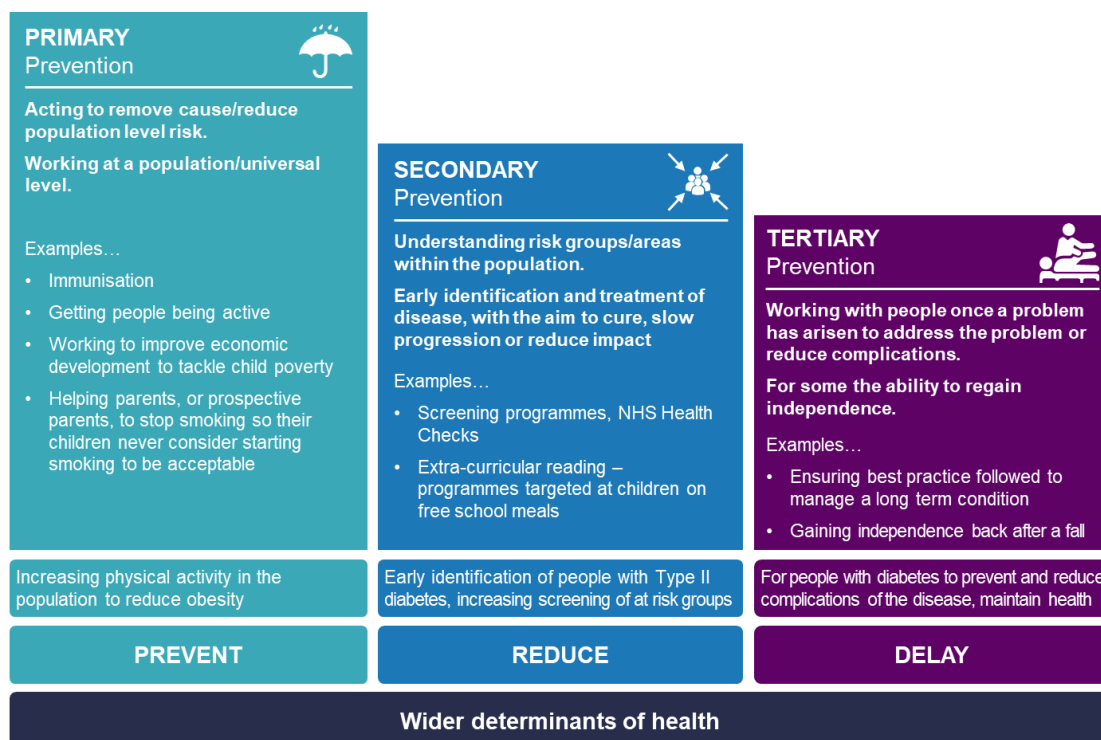 PRIMARY
Prevention
Acting to remove cause/reduce
population level risk.
Working at a population/universal
level.
Examples…
• Immunisation
• Getting people being active
• Working to improve economic
development to tackle child poverty
• Helping parents, or prospective
parents, to stop smoking so their
children never consider starting
smoking to be acceptable
Increasing physical activity in the
population to reduce obesity
PREVENT
SECONDARY
Prevention
Understanding risk groups/areas
within the population.
Early identification and treatment of
disease, with the aim to cure, slow
progression or reduce impact
Examples…
• Screening programmes, NHS Health
Checks
• Extra-curricular reading –
programmes targeted at children on
free school meals
Early identification of people with Type II
diabetes, increasing screening of at risk groups
REDUCE
TERTIARY
Prevention
Working with people once a problem
has arisen to address the problem or
reduce complications.
For some the ability to regain
independence.
Examples…
• Ensuring best practice followed to
manage a long term condition
• Gaining independence back after a fall
For people with diabetes to prevent and reduce
complications of the disease, maintain health
DELAY
Wider determinants of health